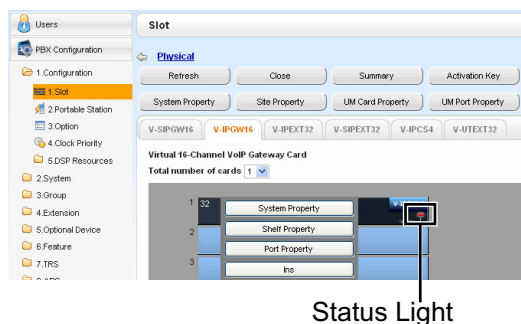 Users
Slot
PBX Configuration
Physical
1.Configuration
Refresh Close Summary Activation Key
1.Slot
System Property Site Property UM Card Property UM Port Property
2.Portable Station
3.Option
V-SIPGW16 V-IPGW16 V-IPEXT32 V-SIPEXT32 V-IPCS4 V-UTEXT32
4.Clock Priority
Virtual 16-Channel VoIP Gateway Card
5.DSP Resources
Total number of cards 1
2.System
3.Group
1 32 System Property
4.Extension
5.Optional Device
2 Shelf Property
6.Feature
Port Property
7.TRS
3 Ins
Status Light